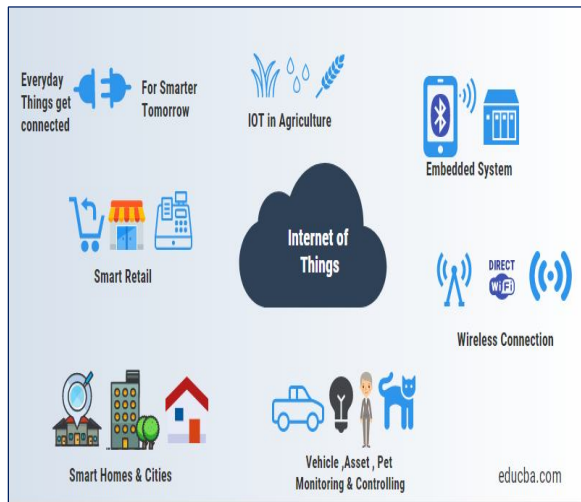 Everyday
Things get
connected
For Smarter
Tomorrow
IOT in Agriculture
Embedded System
Smart Retail
Internet of
Things
DIRECT
WiFi
Wireless Connection
Smart Homes & Cities
Vehicle ,Asset , Pet
Monitoring & Controlling
educba.com